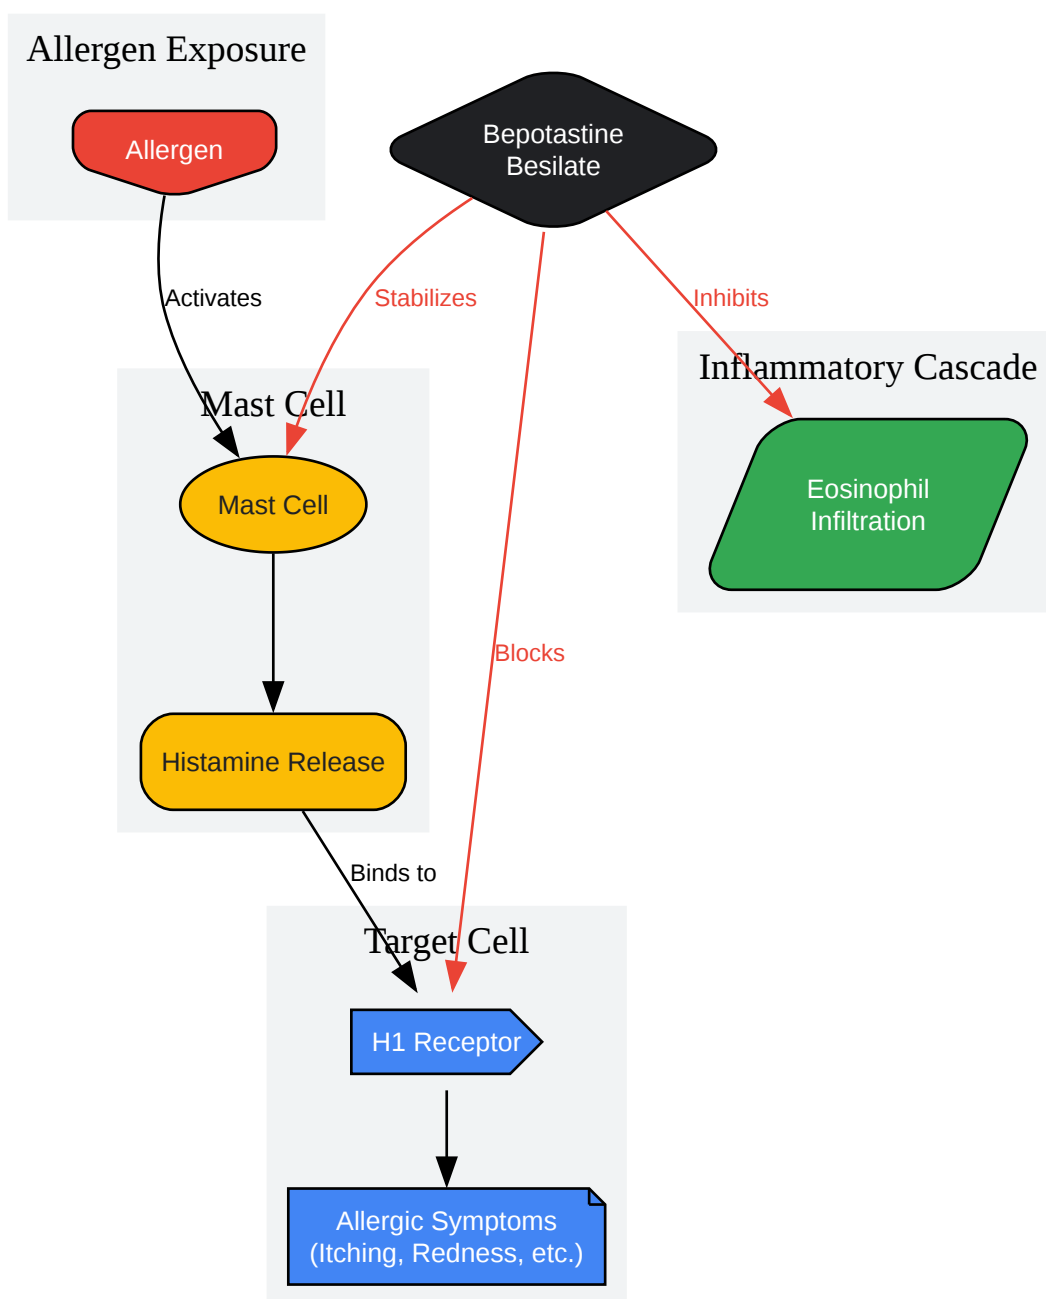 Allergen Exposure
Allergen
Bepotastine
Besilate
Activates
Stabilizes
Inhibits
Inflammatory Cascade
Mast Cell
Eosinophil
Infiltration
Mast Cell
Blocks
Histamine Release
Binds to
Target Cell
H1 Receptor
Allergic Symptoms
(Itching, Redness, etc.)